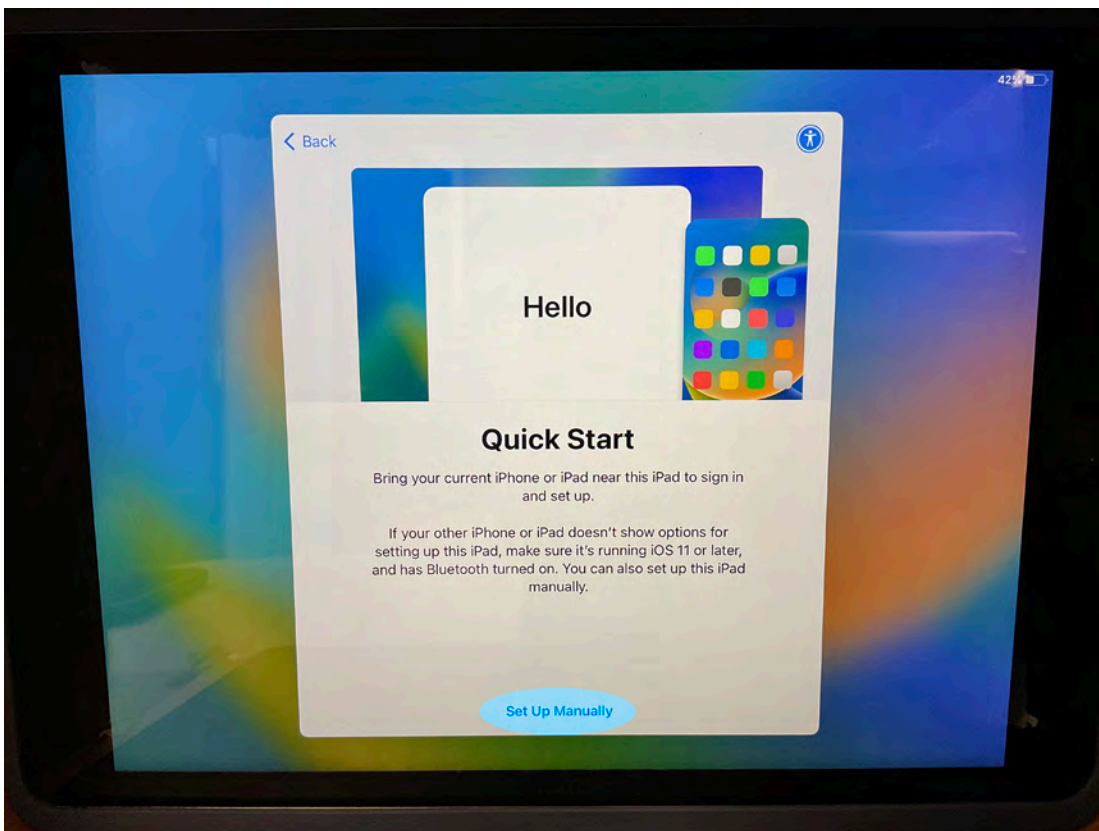 42%
Back
Hello
Quick Start
Bring your current iPhone or iPad near this iPad to sign in
and set up.
If your other iPhone or iPad doesn't show options for
setting up this iPad, make sure it's running iOS 11 or later,
and has Bluetooth turned on. You can also set up this iPad
manually.
Set Up Manually